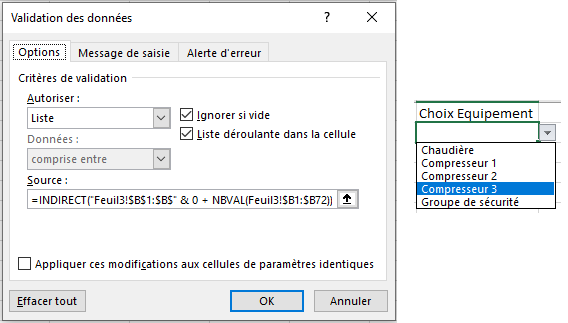 Validation des données
Options
Message de saisie
Alerte d'erreur
Critères de validation
Autoriser :
Liste
Ignorer si vide
Liste déroulante dans la cellule
Données :
comprise entre
Source :
=INDIRECT("Feuil3!$B$1:$B$" & 0 + NBVAL(Feuil3!$B1:$B72))
Appliquer ces modifications aux cellules de paramètres identiques
Effacer tout
OK
Annuler
Choix Equipement
Chaudière
Compresseur 1
Compresseur 2
Compresseur 3
Groupe de sécurité